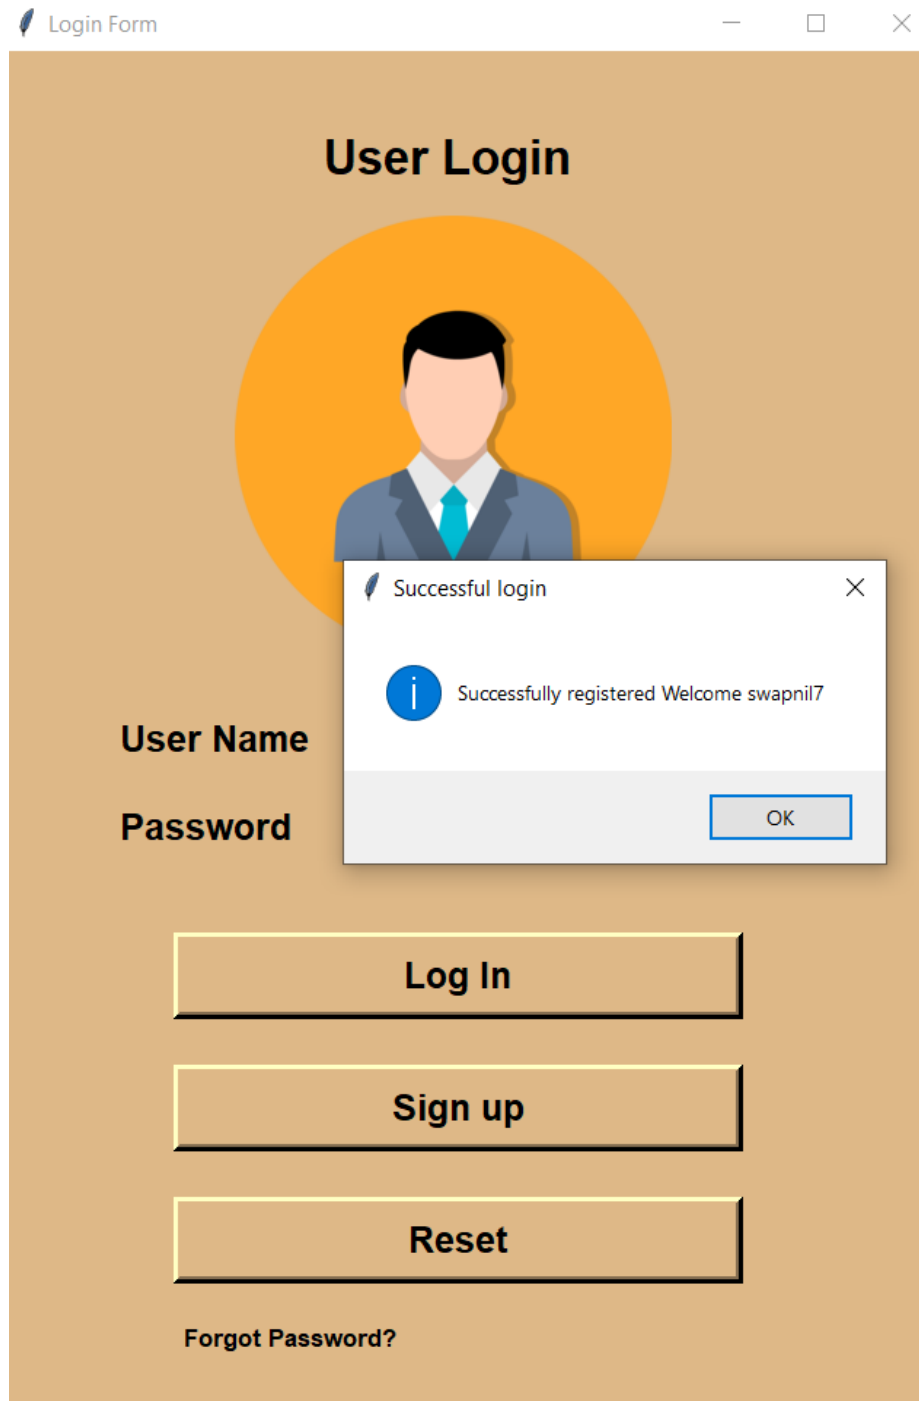 Login Form
User Login
Successful login
Successfully registered Welcome swapnil7
User Name
OK
Password
Log In
Sign up
Reset
Forgot Password?